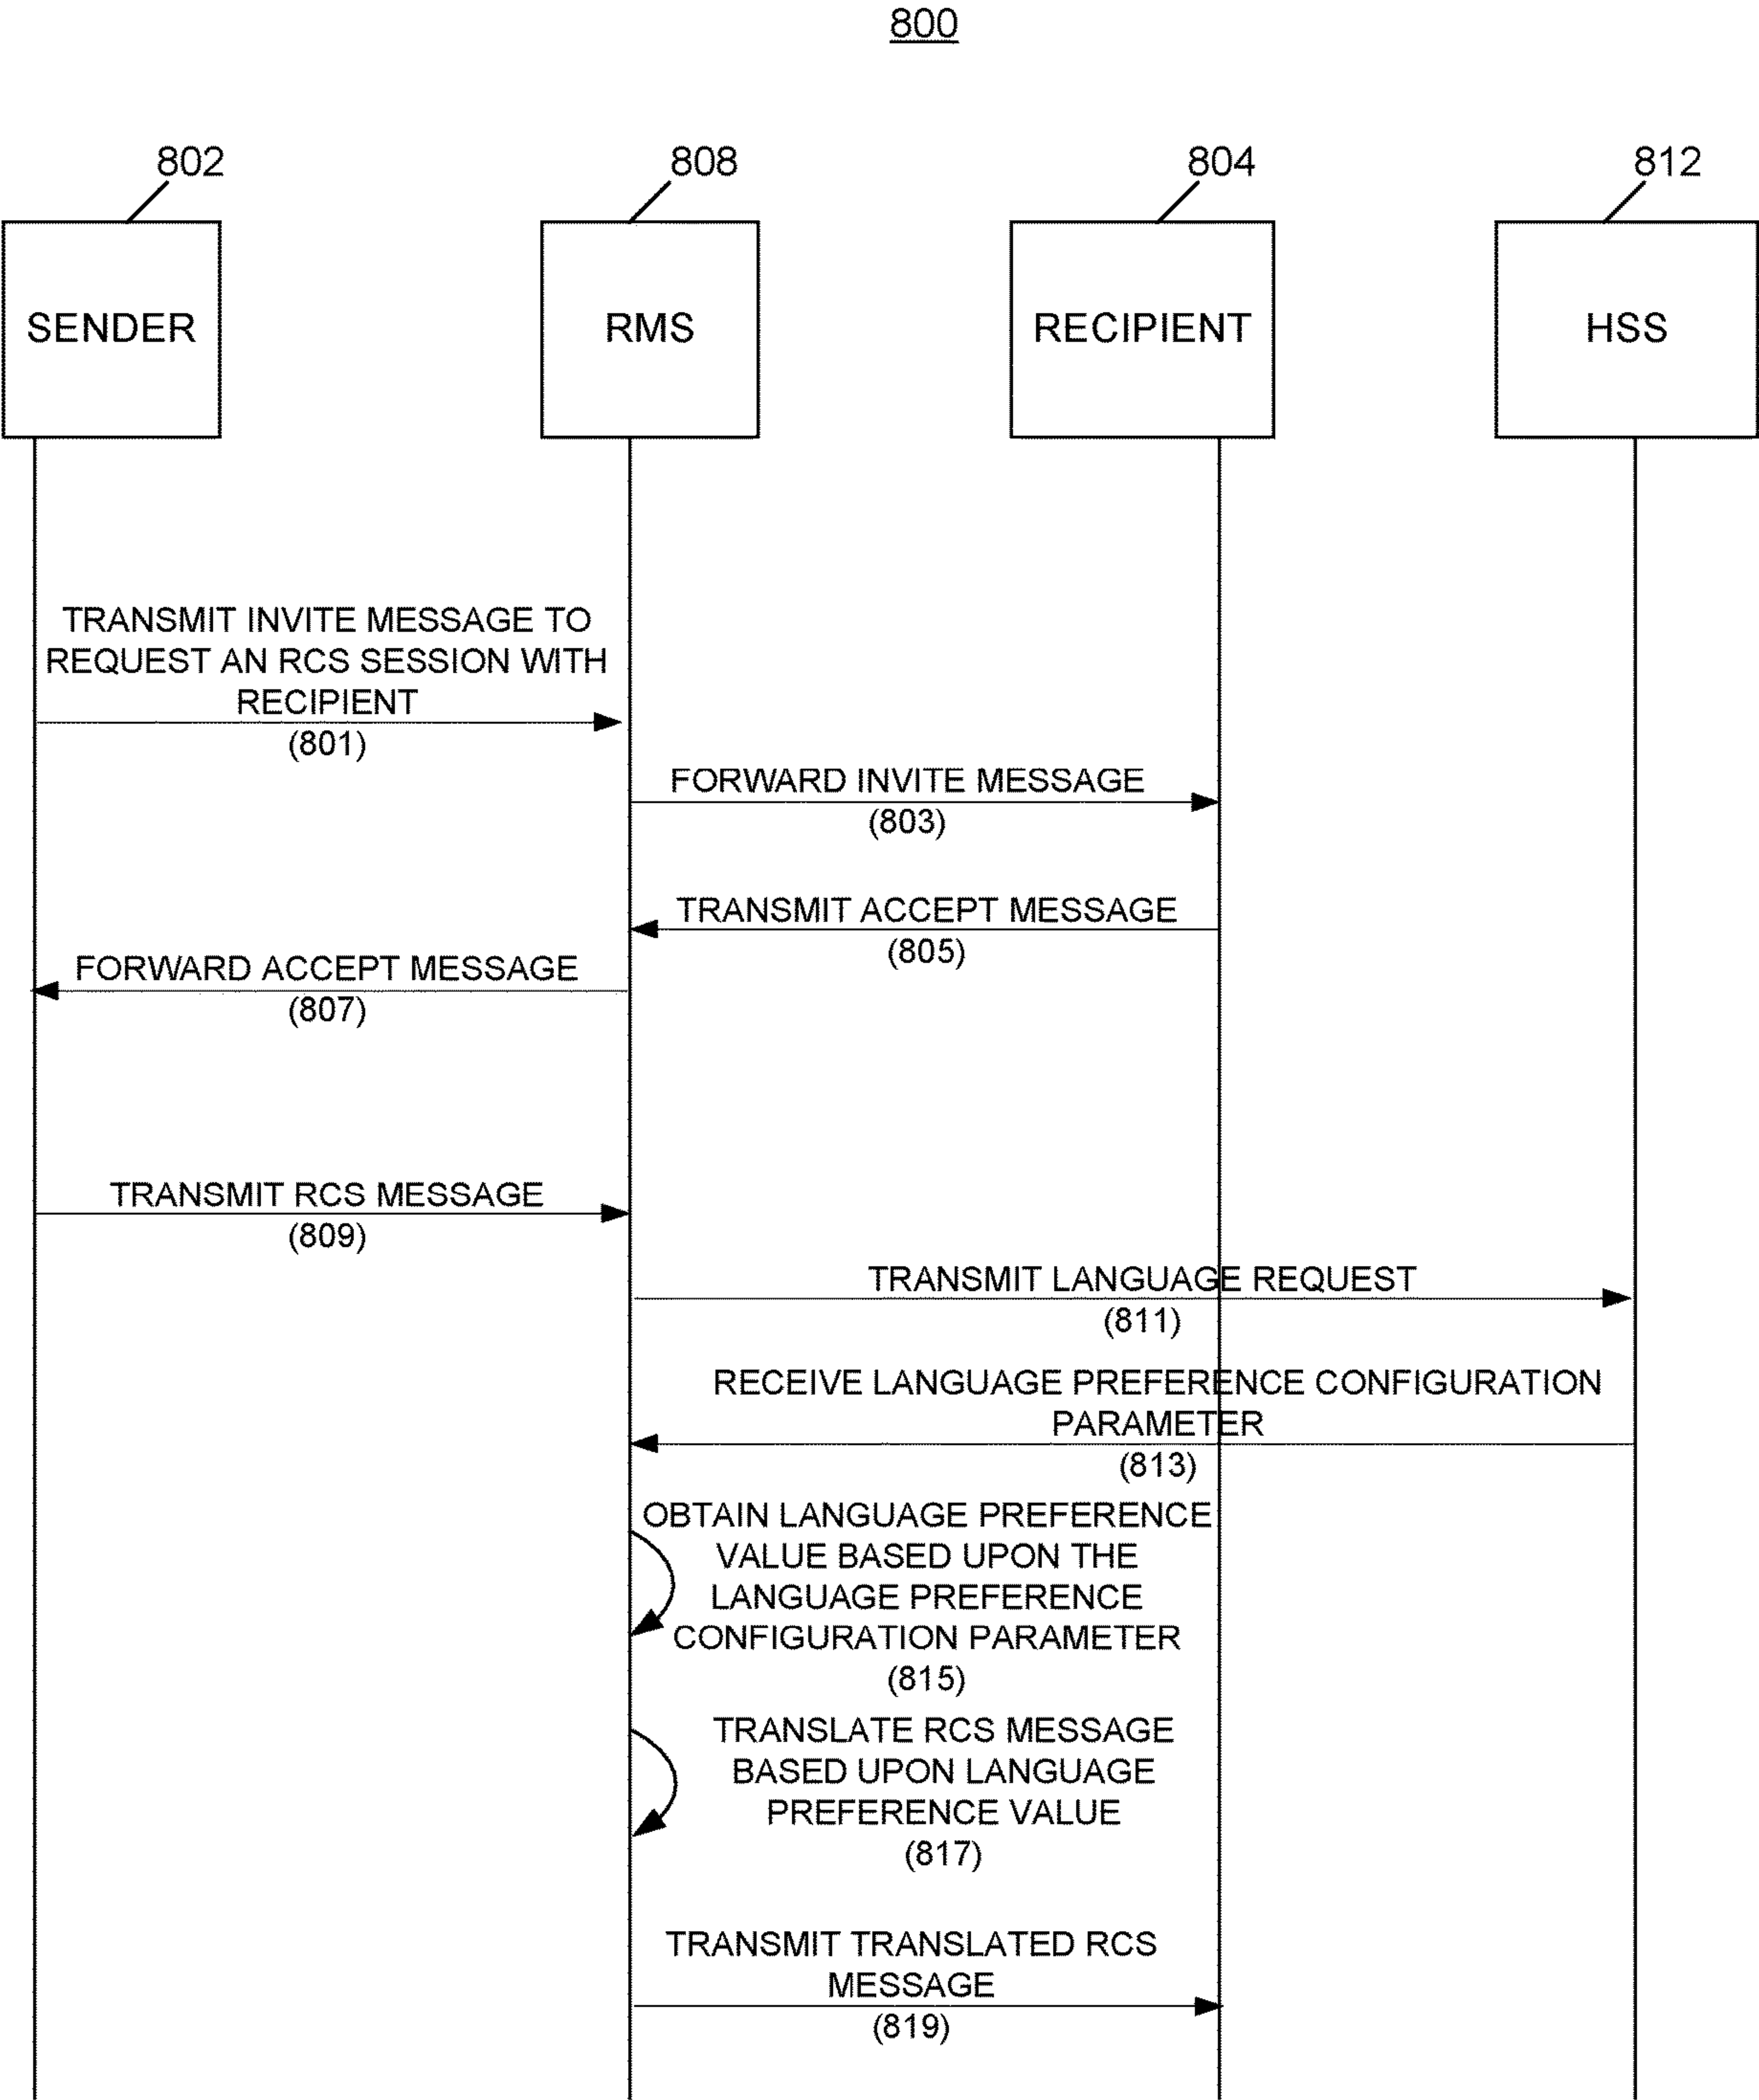 800
802
808
804
812
SENDER
RMS
RECIPIENT
HSS
TRANSMIT INVITE MESSAGE TO
REQUEST AN RCS SESSION WITH
RECIPIENT
(801)
FORWARD INVITE MESSAGE
(803)
TRANSMIT ACCEPT MESSAGE
(805)
FORWARD ACCEPT MESSAGE
(807)
TRANSMIT RCS MESSAGE
(809)
TRANSMIT LANGUAGE REQUEST
(811)
RECEIVE LANGUAGE PREFERENCE CONFIGURATION
PARAMETER
(813)
OBTAIN LANGUAGE PREFERENCE
VALUE BASED UPON THE
LANGUAGE PREFERENCE
CONFIGURATION PARAMETER
(815)
TRANSLATE RCS MESSAGE
BASED UPON LANGUAGE
PREFERENCE VALUE
(817)
TRANSMIT TRANSLATED RCS
MESSAGE
(819)